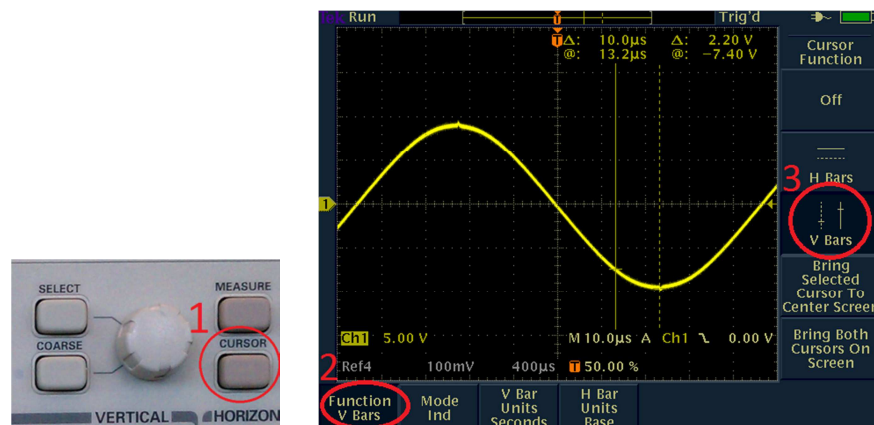 Run Trig'd
Δ: 10.0µs Δ: 2.20 V
@: 13.2µs @: −7.40 V
Cursor
Function
Off
H Bars
3
V Bars
Bring
Selected
Cursor To
Center Screen
Bring Both
Cursors On
Screen
1
T
T
Ch1 5.00 V M 10.0µs A Ch1 0.00 V
Ref4 100mV 400µs T 50.00 %
2
Function
V Bars
Mode
Ind
V Bar
Units
Seconds
H Bar
Units
Base
SELECT
MEASURE
1
COARSE
CURSOR
VERTICAL
HORIZON